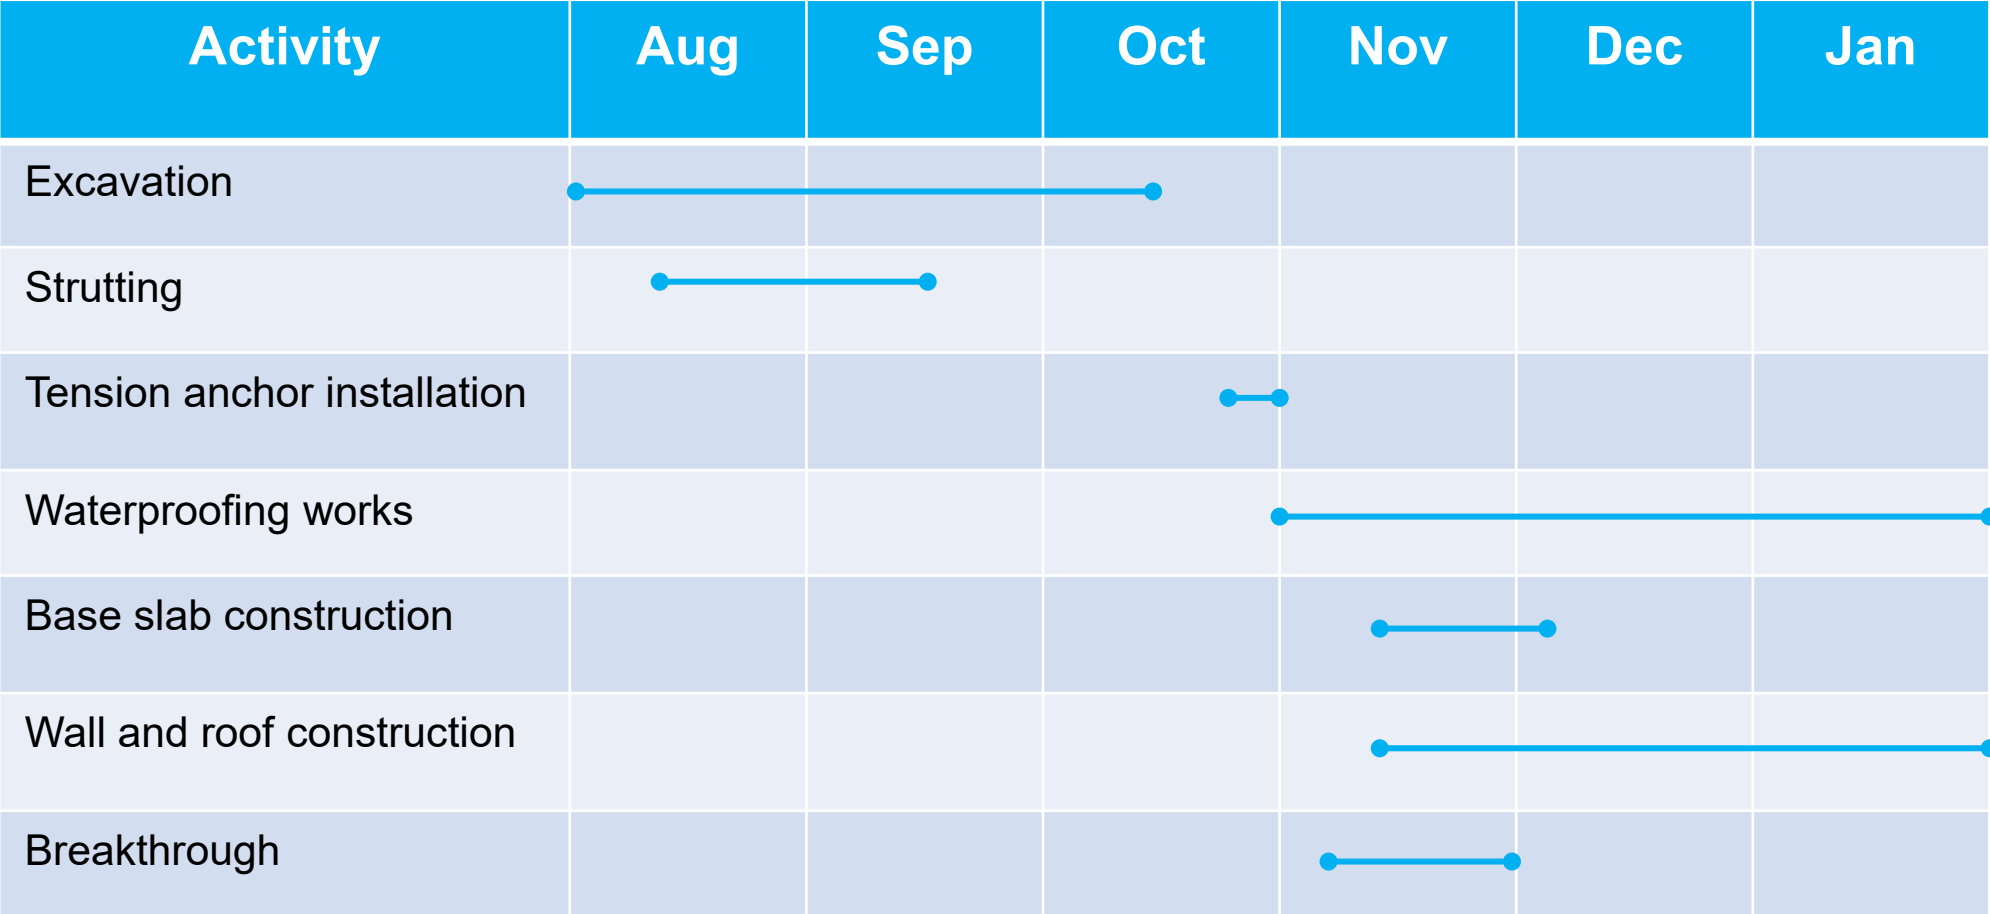 Activity Aug Sep Oct Nov Dec Jan
Excavation
Strutting
Tension anchor installation
Waterproofing works
Base slab construction
Wall and roof construction
Breakthrough